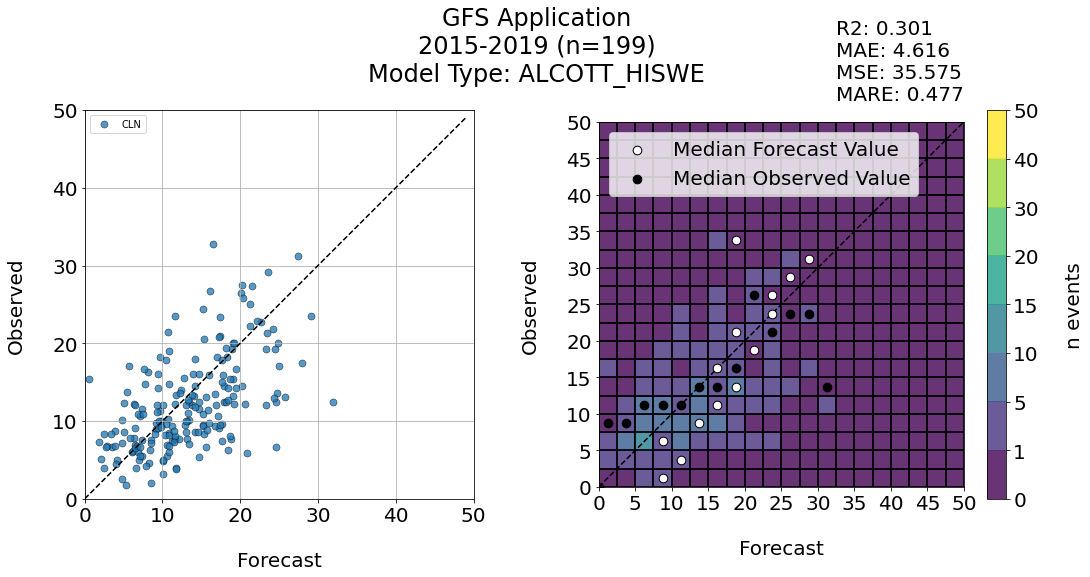 GFS Application
2015-2019 (n=199)
Model Type: ALCOTT_HISWE
R2: 0.301
MAE: 4.616
MSE: 35.575
MARE: 0.477
CLN
50
40
30
20
10
0
0
10
20
30
40
50
Observed
Forecast
Median Forecast Value
Median Observed Value
50
45
40
35
30
25
20
15
10
5
0
0
5
10
15
20
25
30
35
40
45
50
Observed
Forecast
50
40
30
20
15
10
5
1
0
n events